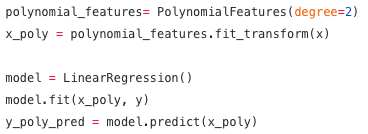 polynomial_features= PolynomialFeatures(degree=2)
x_poly = polynomial_features.fit_transform(x)
model = LinearRegression()
model.fit(x_poly, y)
y_poly_pred = model.predict(x_poly)